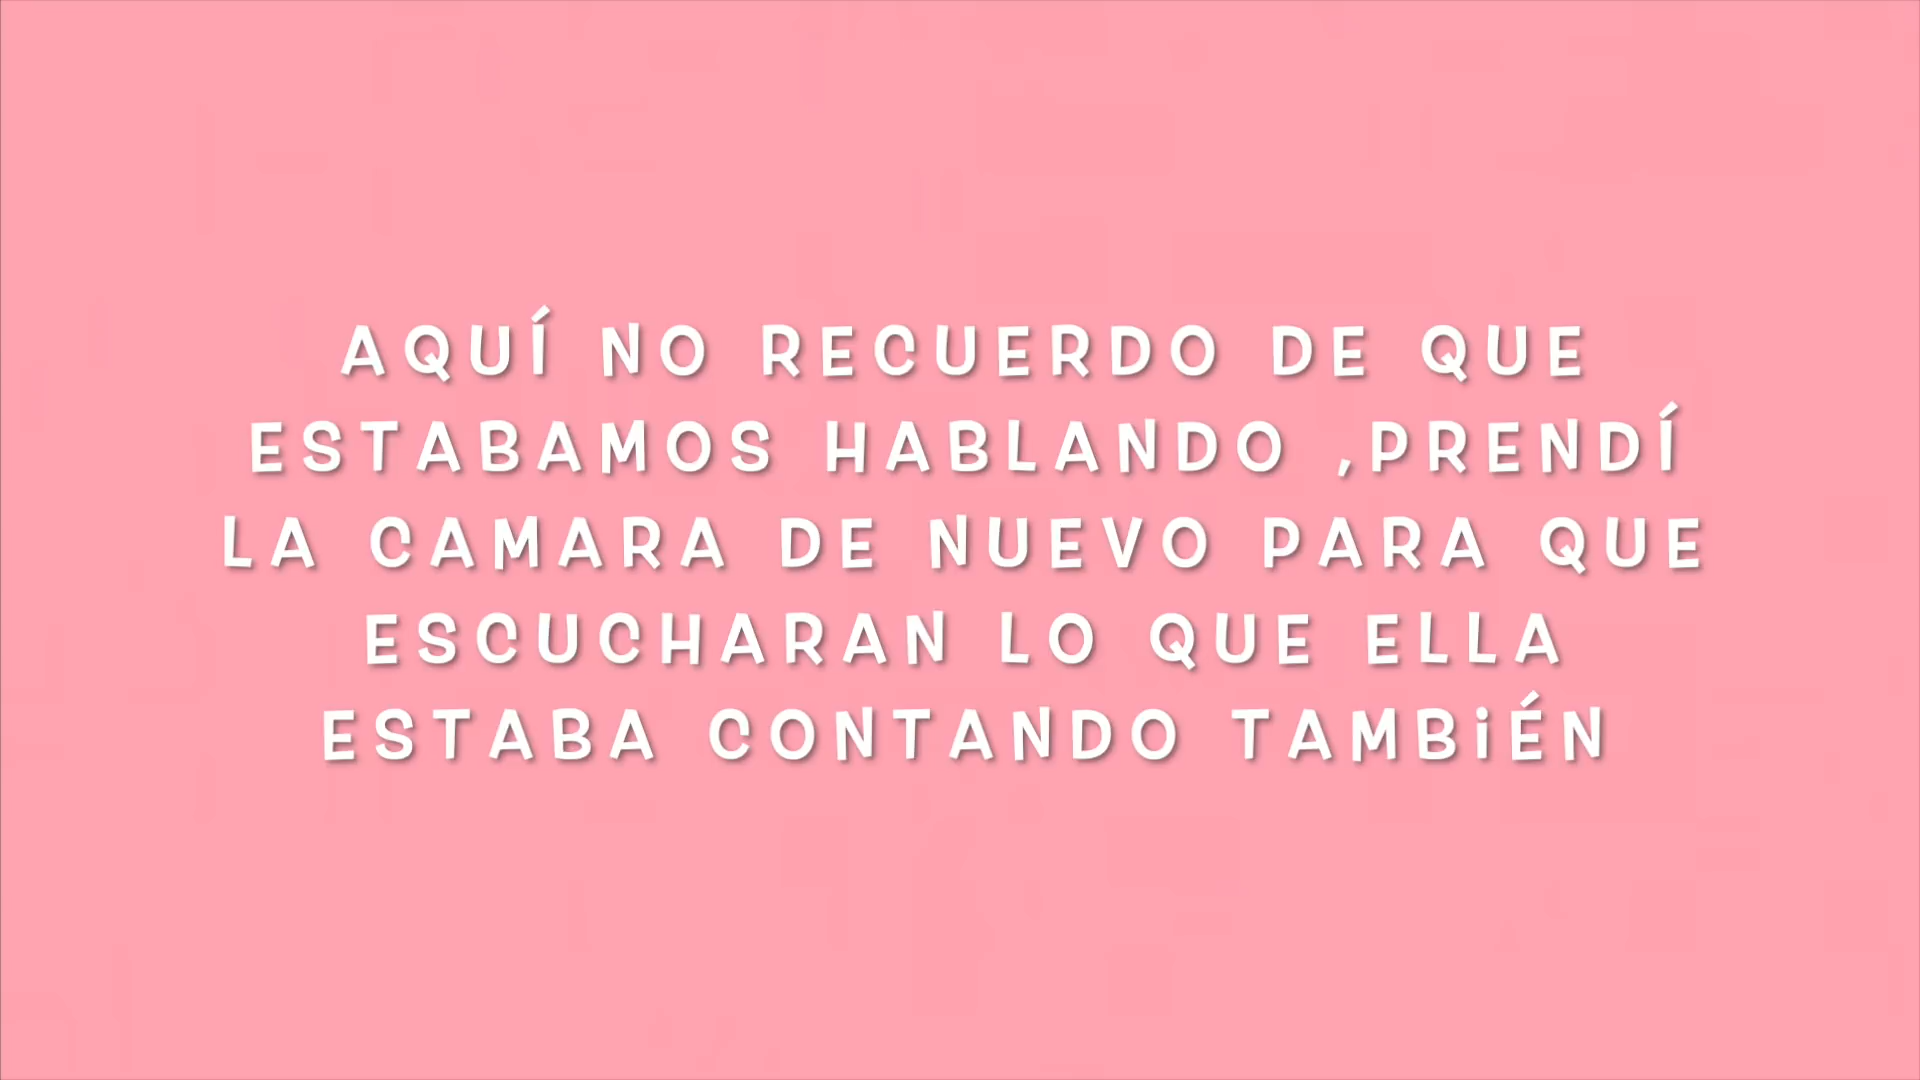 AQUÍ NO RECUERDO DE QUE
ESTABAMOS HABLANDO ,PRENDÍ
LA CAMARA DE NUEVO PARA QUE
ESCUCHARAN LO QUE ELLA
ESTABA CONTANDO TAMBiÉN